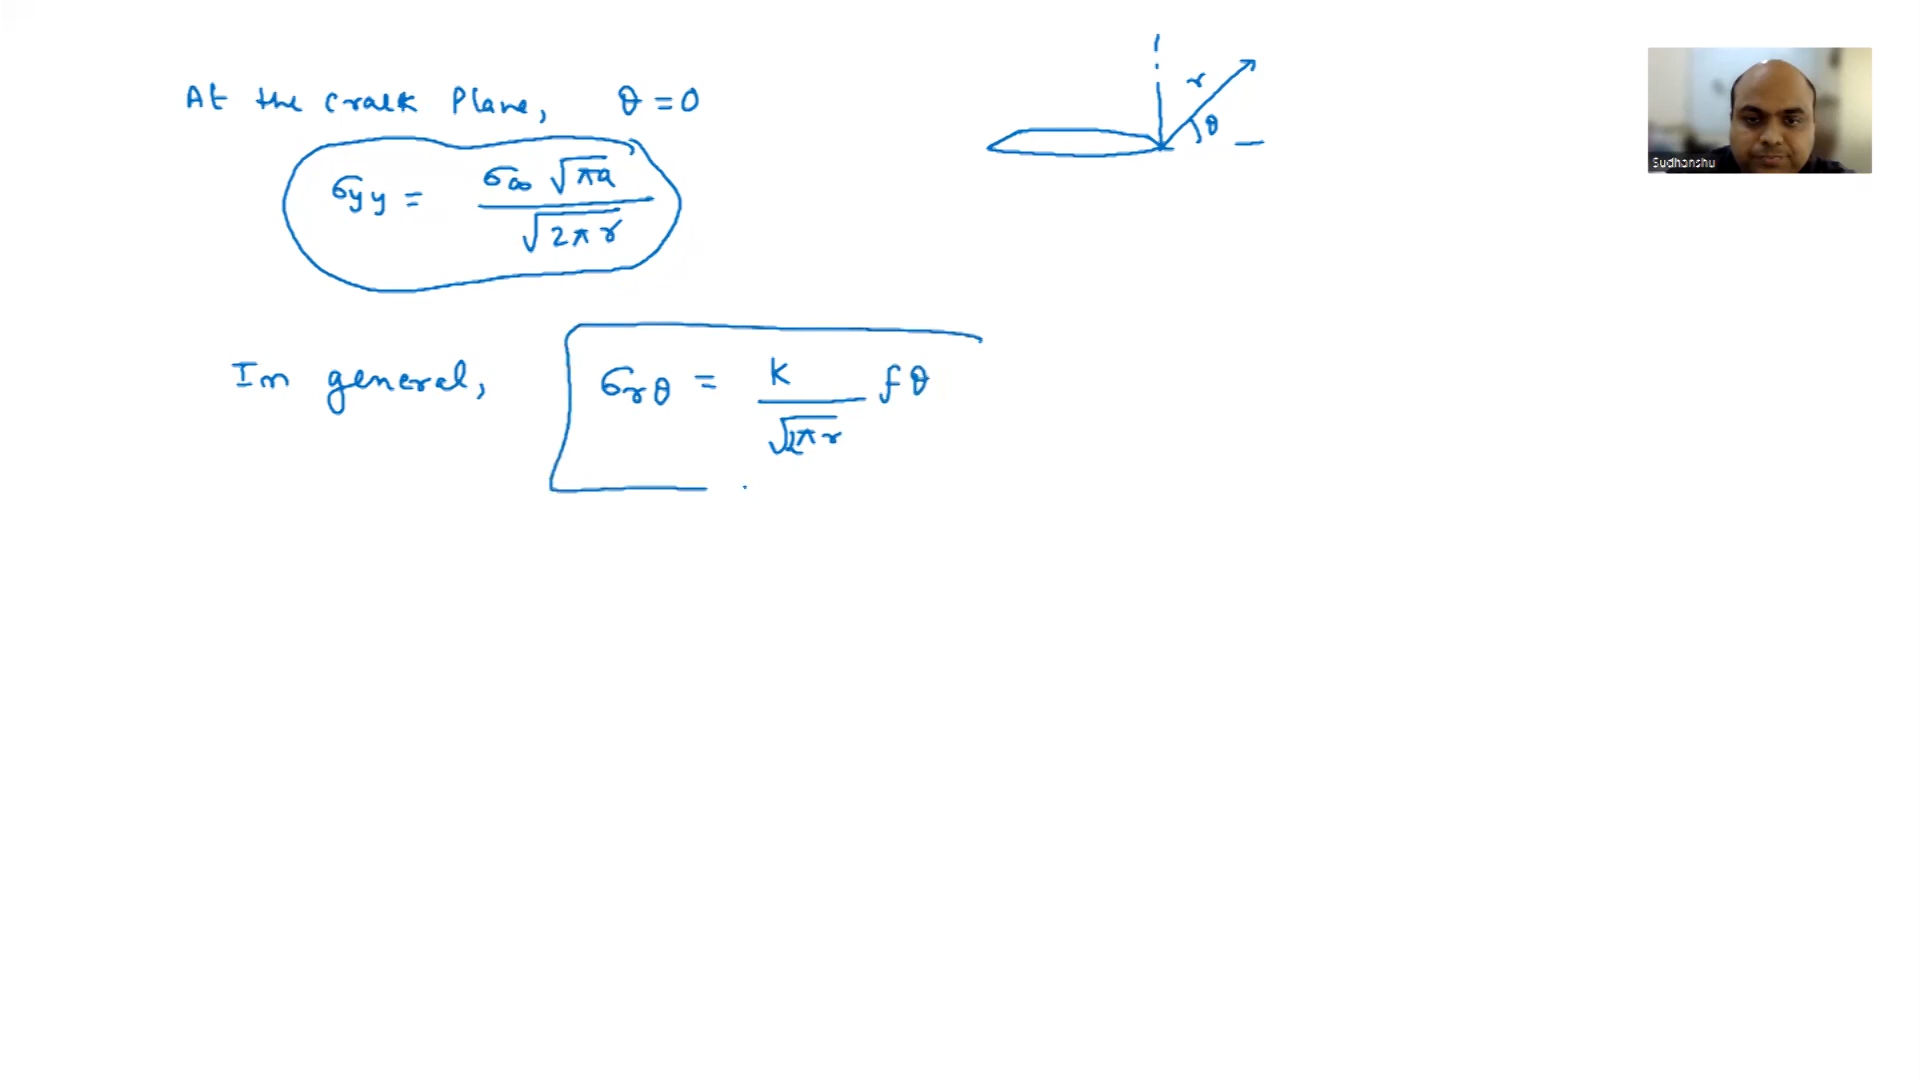 At the crack Plane, θ = 0
r
θ
σyy = σ∞ √πa / √2πr
In general, σrθ = K / √2πr fθ
Sudhanshu